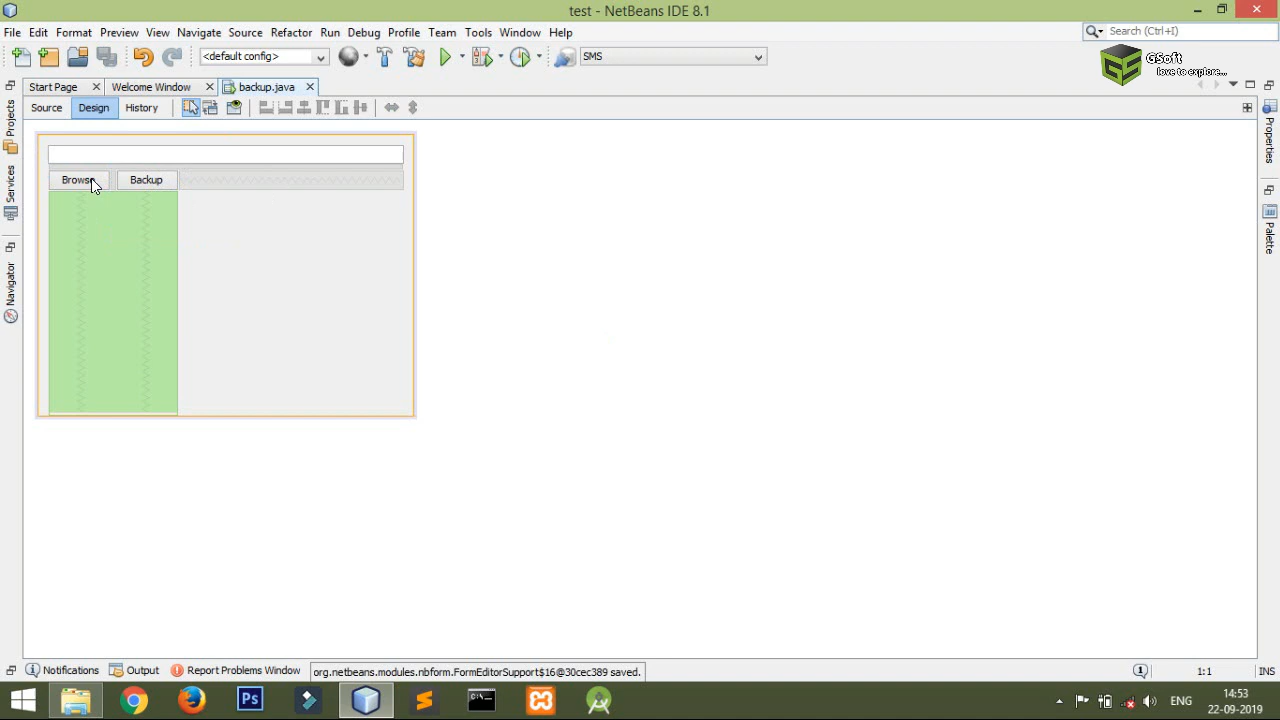 test - NetBeans IDE 8.1
File Edit Format Preview View Navigate Source Refactor Run Debug Profile Team Tools Window Help
Search (Ctrl+I)
<default config>
SMS
GSoft
love to explore...
Start Page
Welcome Window
backup.java
Source Design History
Projects
Services
Navigator
Properties
Palette
Browse
Backup
Notifications
Output
Report Problems Window
org.netbeans.modules.nbform.FormEditorSupport$16@30cec389 saved.
1:1
INS
Ps
ENG
14:53
22-09-2019